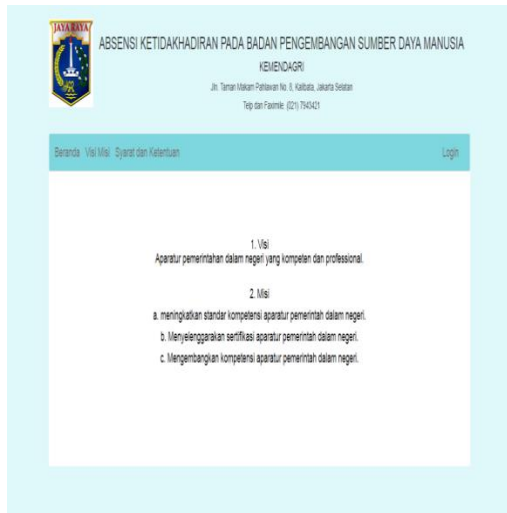 JAYA RAYA
ABSENSI KETIDAKHADIRAN PADA BADAN PENGEMBANGAN SUMBER DAYA MANUSIA
KEMENDAGRI
Jln. Taman Makam Pahlawan No. 8, Kalibata, Jakarta Selatan
Telp dan Faximile (021) 7943421
Beranda Visi Misi Syarat dan Ketentuan Login
1. Visi
Aparatur pemerintahan dalam negeri yang kompeten dan professional.
2. Misi
a. meningkatkan standar kompetensi aparatur pemerintah dalam negeri.
b. Menyelenggarakan sertifikasi aparatur pemerintah dalam negeri.
c. Mengembangkan kompetensi aparatur pemerintah dalam negeri.